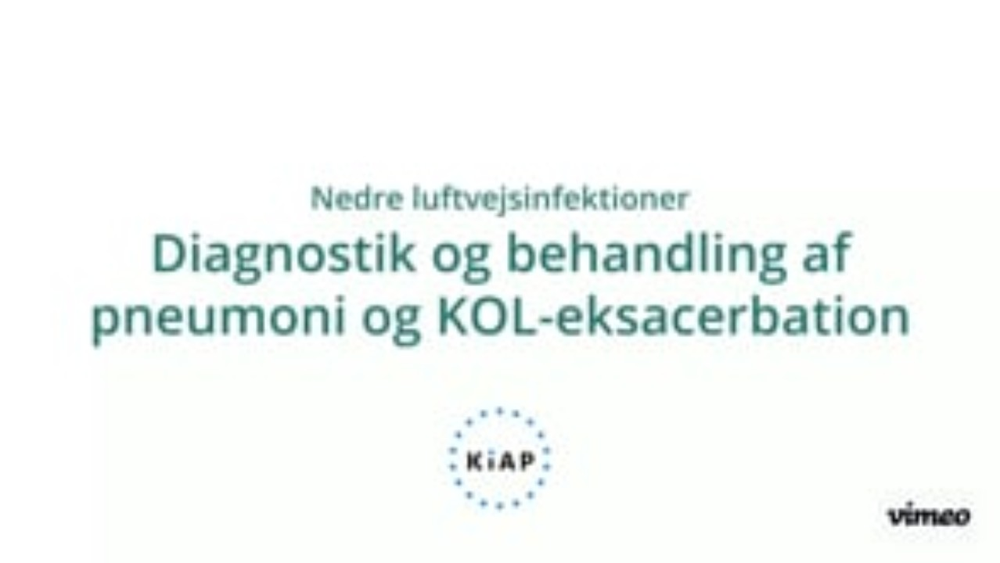 Nedre luftvejsinfektioner
Diagnostik og behandling af
pneumoni og KOL-eksacerbation
KiAP
vimeo